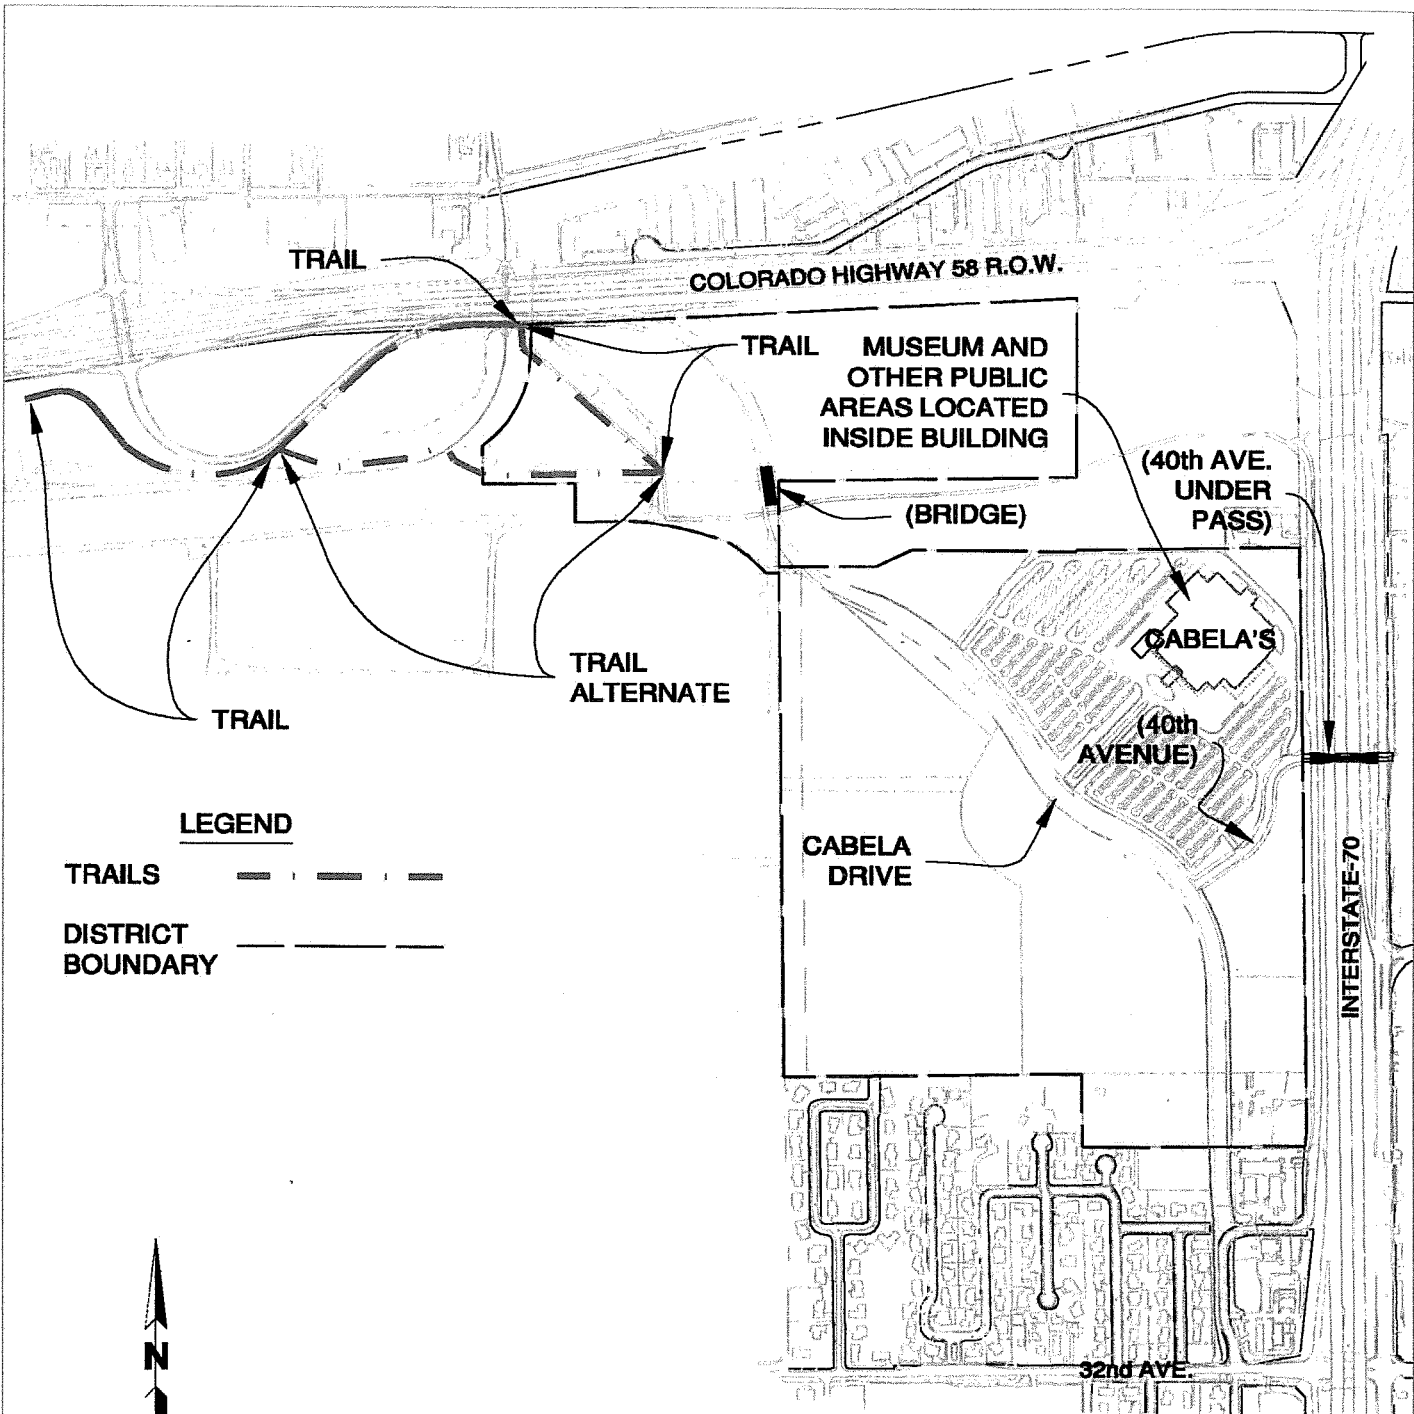 TRAIL
COLORADO HIGHWAY 58 R.O.W.
TRAIL
MUSEUM AND
OTHER PUBLIC
AREAS LOCATED
INSIDE BUILDING
(40th AVE.
UNDER
PASS)
(BRIDGE)
CABELA'S
TRAIL
ALTERNATE
TRAIL
(40th
AVENUE)
CABELA
DRIVE
INTERSTATE-70
LEGEND
TRAILS
DISTRICT
BOUNDARY
N
32nd AVE.